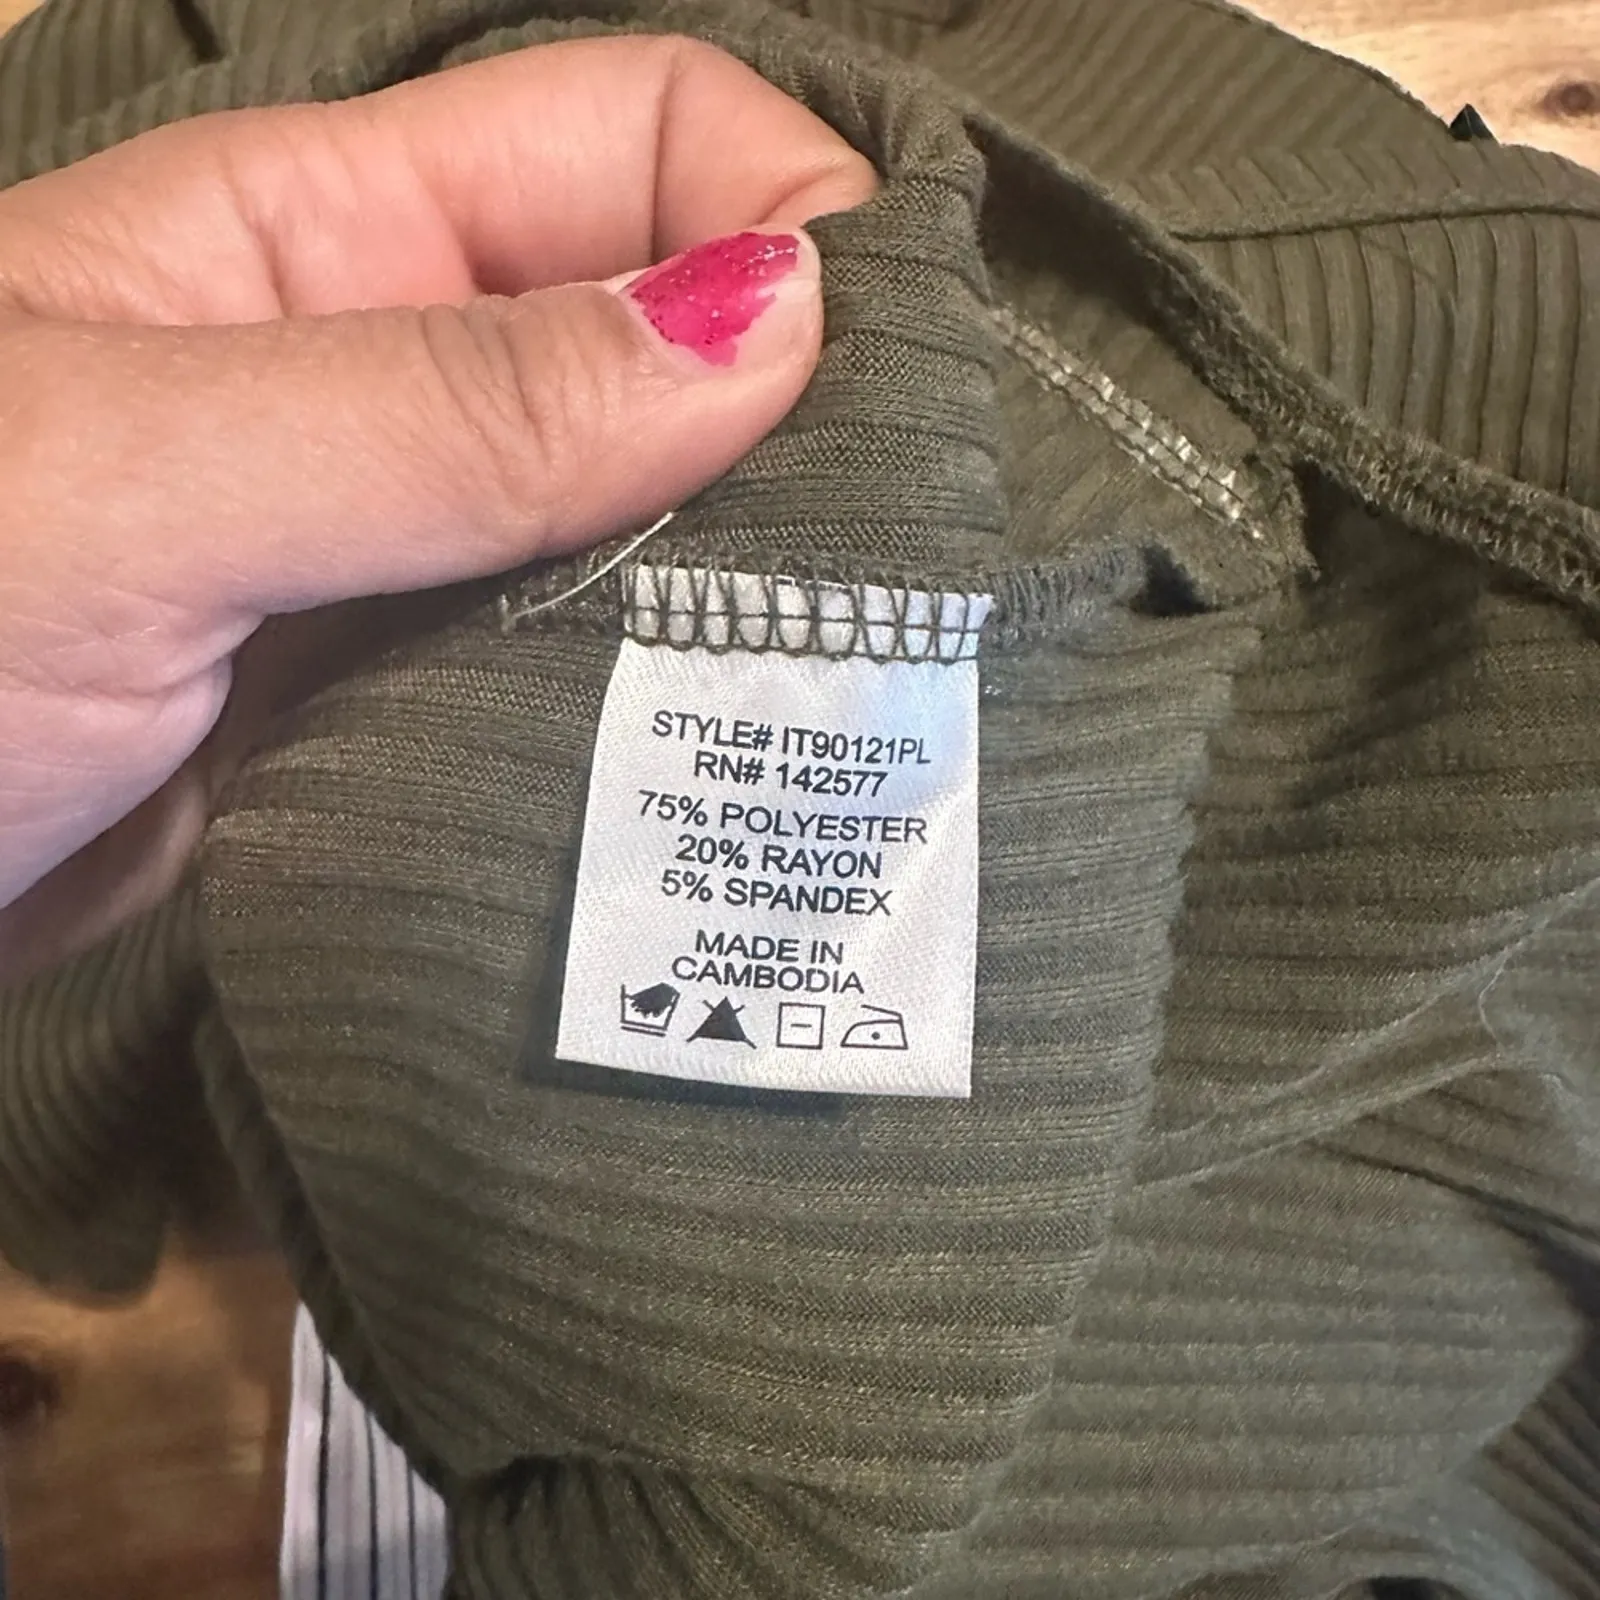 STYLE# IT90121PL
RN# 142577
75% POLYESTER
20% RAYON
5% SPANDEX
MADE IN
CAMBODIA